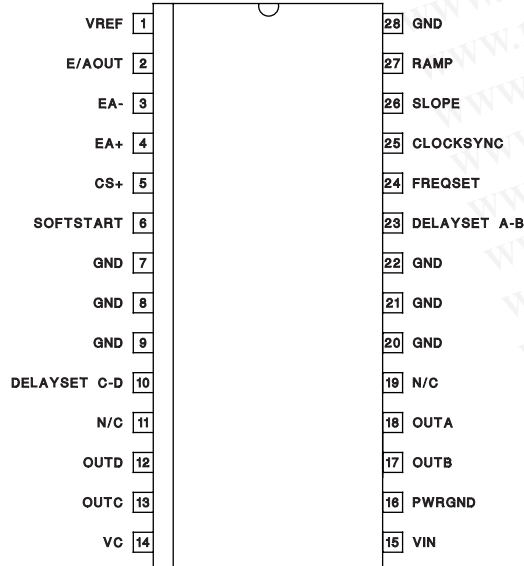 VREF 1 28 GND
E/AOUT 2 27 RAMP
EA- 3 26 SLOPE
EA+ 4 25 CLOCKSYNC
CS+ 5 24 FREQSET
SOFTSTART 6 23 DELAYSET A-B
GND 7 22 GND
GND 8 21 GND
GND 9 20 GND
DELAYSET C-D 10 19 N/C
N/C 11 18 OUTA
OUTD 12 17 OUTB
OUTC 13 16 PWRGND
VC 14 15 VIN